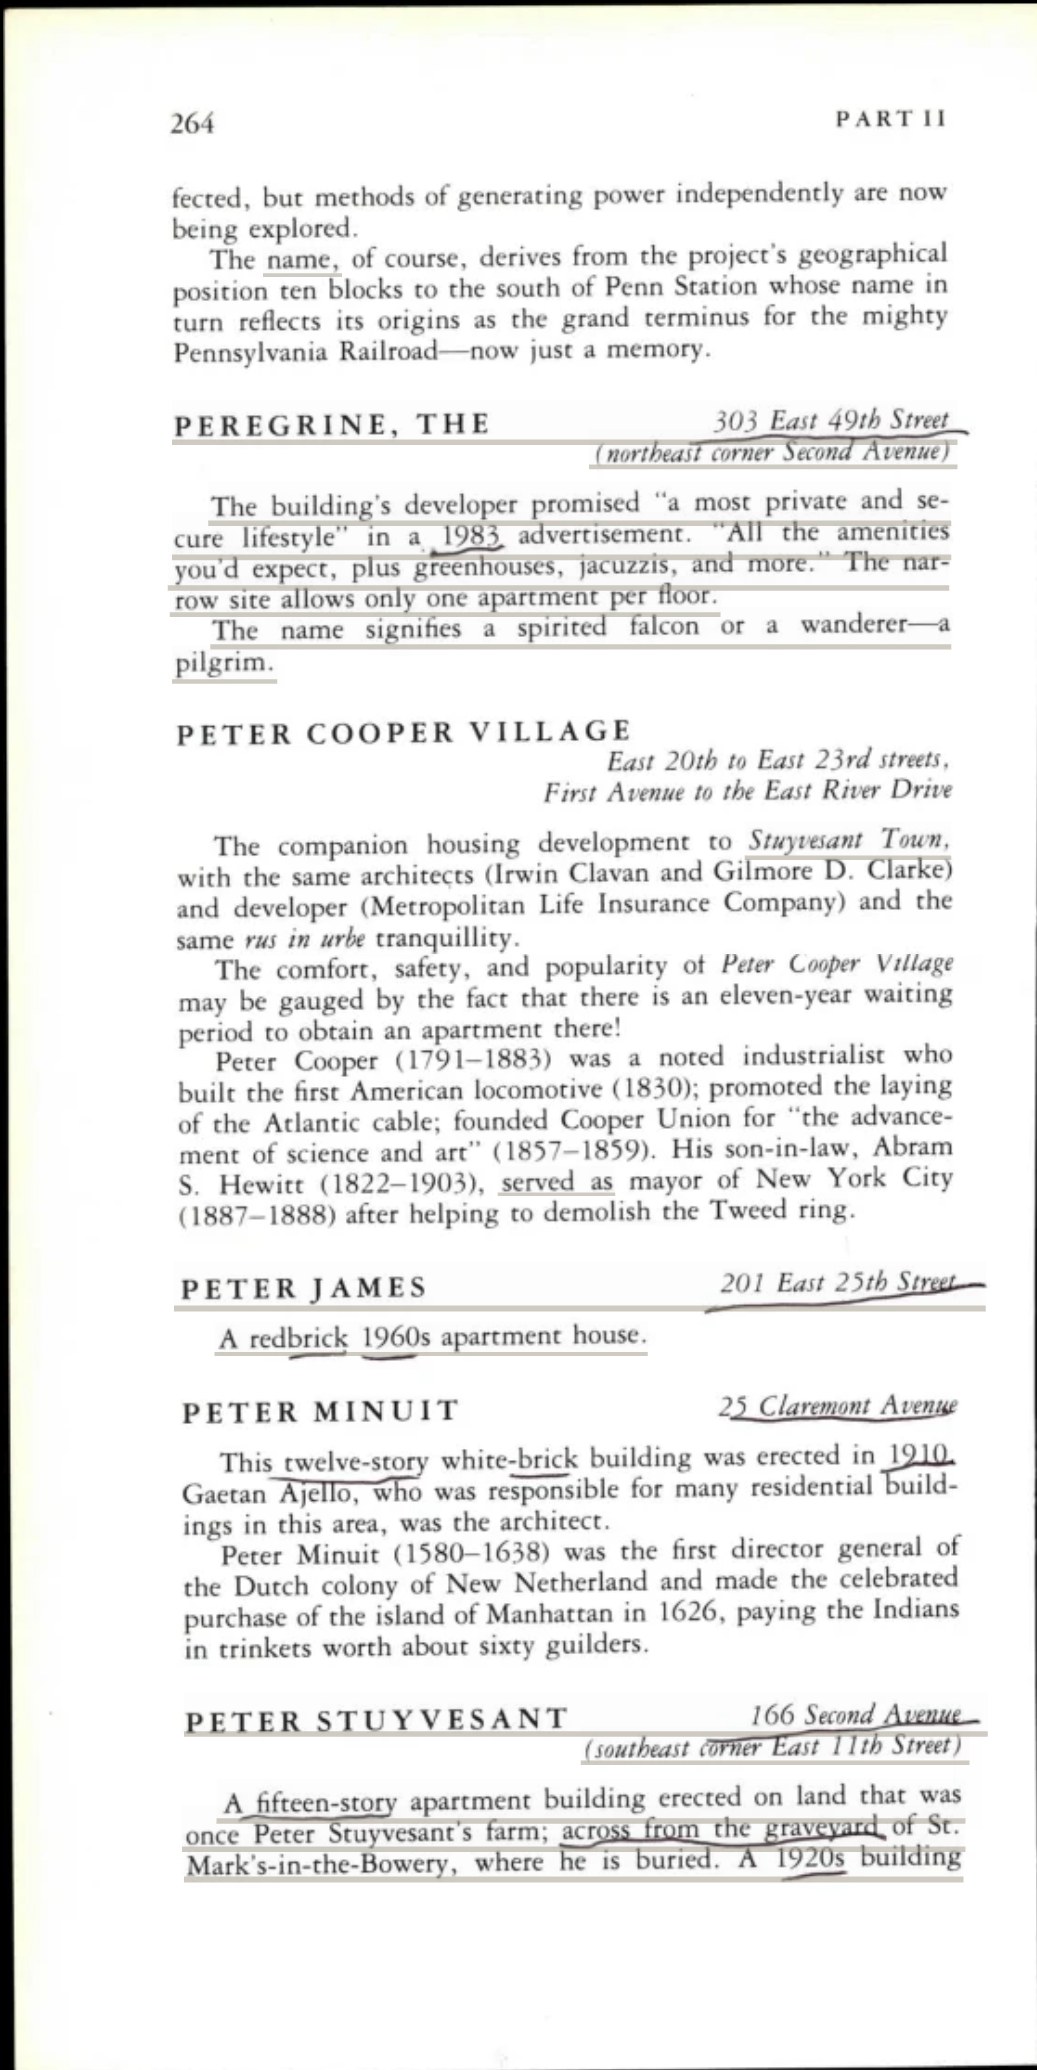 264 PART II
fected, but methods of generating power independently are now
being explored.
The name, of course, derives from the project's geographical
position ten blocks to the south of Penn Station whose name in
turn reflects its origins as the grand terminus for the mighty
Pennsylvania Railroad—now just a memory.
PEREGRINE, THE 303 East 49th Street
(northeast corner Second Avenue)
The building's developer promised "a most private and se-
cure lifestyle" in a 1983 advertisement. "All the amenities
you'd expect, plus greenhouses, jacuzzis, and more." The nar-
row site allows only one apartment per floor.
The name signifies a spirited falcon or a wanderer—a
pilgrim.
PETER COOPER VILLAGE
East 20th to East 23rd streets,
First Avenue to the East River Drive
The companion housing development to Stuyvesant Town,
with the same architects (Irwin Clavan and Gilmore D. Clarke)
and developer (Metropolitan Life Insurance Company) and the
same rus in urbe tranquillity.
The comfort, safety, and popularity of Peter Cooper Village
may be gauged by the fact that there is an eleven-year waiting
period to obtain an apartment there!
Peter Cooper (1791–1883) was a noted industrialist who
built the first American locomotive (1830); promoted the laying
of the Atlantic cable; founded Cooper Union for "the advance-
ment of science and art" (1857–1859). His son-in-law, Abram
S. Hewitt (1822–1903), served as mayor of New York City
(1887–1888) after helping to demolish the Tweed ring.
PETER JAMES 201 East 25th Street
A redbrick 1960s apartment house.
PETER MINUIT 25 Claremont Avenue
This twelve-story white-brick building was erected in 1910.
Gaetan Ajello, who was responsible for many residential build-
ings in this area, was the architect.
Peter Minuit (1580–1638) was the first director general of
the Dutch colony of New Netherland and made the celebrated
purchase of the island of Manhattan in 1626, paying the Indians
in trinkets worth about sixty guilders.
PETER STUYVESANT 166 Second Avenue
(southeast corner East 11th Street)
A fifteen-story apartment building erected on land that was
once Peter Stuyvesant's farm; across from the graveyard of St.
Mark's-in-the-Bowery, where he is buried. A 1920s building